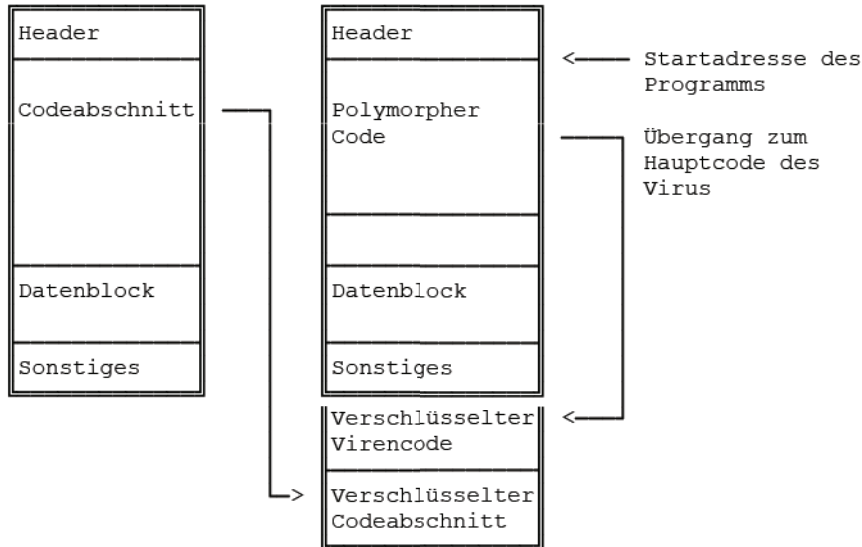 Header
Codeabschnitt
Datenblock
Sonstiges
Header
Polymorpher
Code
Datenblock
Sonstiges
Verschlüsselter
Virencode
Verschlüsselter
Codeabschnitt
Startadresse des
Programms
Übergang zum
Hauptcode des
Virus